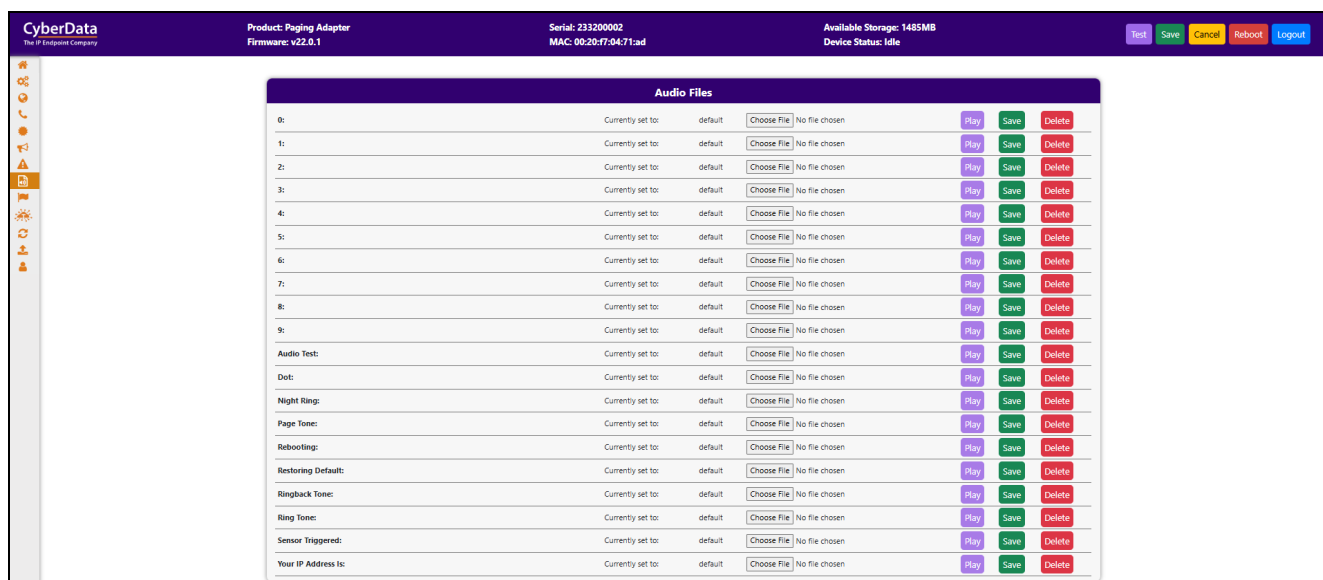 CyberData
The IP Endpoint Company
Product: Paging Adapter
Firmware: v22.0.1
Serial: 233200002
MAC: 00:20:f7:04:71:ad
Available Storage: 1485MB
Device Status: Idle
Test Save Cancel Reboot Logout
Audio Files
0: Currently set to: default Choose File No file chosen Play Save Delete
1: Currently set to: default Choose File No file chosen Play Save Delete
2: Currently set to: default Choose File No file chosen Play Save Delete
3: Currently set to: default Choose File No file chosen Play Save Delete
4: Currently set to: default Choose File No file chosen Play Save Delete
5: Currently set to: default Choose File No file chosen Play Save Delete
6: Currently set to: default Choose File No file chosen Play Save Delete
7: Currently set to: default Choose File No file chosen Play Save Delete
8: Currently set to: default Choose File No file chosen Play Save Delete
9: Currently set to: default Choose File No file chosen Play Save Delete
Audio Test: Currently set to: default Choose File No file chosen Play Save Delete
Dot: Currently set to: default Choose File No file chosen Play Save Delete
Night Ring: Currently set to: default Choose File No file chosen Play Save Delete
Page Tone: Currently set to: default Choose File No file chosen Play Save Delete
Rebooting: Currently set to: default Choose File No file chosen Play Save Delete
Restoring Default: Currently set to: default Choose File No file chosen Play Save Delete
Ringback Tone: Currently set to: default Choose File No file chosen Play Save Delete
Ring Tone: Currently set to: default Choose File No file chosen Play Save Delete
Sensor Triggered: Currently set to: default Choose File No file chosen Play Save Delete
Your IP Address Is: Currently set to: default Choose File No file chosen Play Save Delete